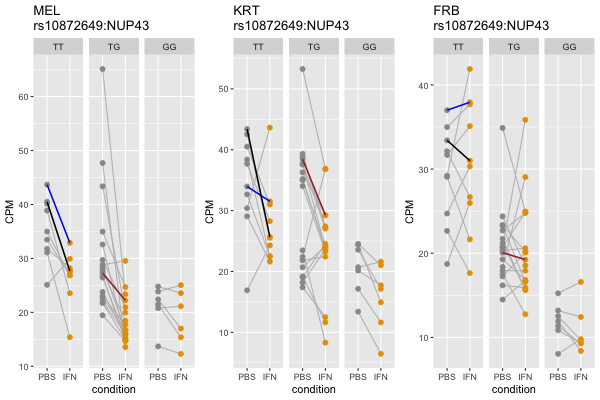 MEL
rs10872649:NUP43
TT TG GG
60
50
40
30
20
10
CPM
PBS IFN PBS IFN PBS IFN
condition
KRT
rs10872649:NUP43
TT TG GG
50
40
30
20
10
CPM
PBS IFN PBS IFN PBS IFN
condition
FRB
rs10872649:NUP43
TT TG GG
40
30
20
10
CPM
PBS IFN PBS IFN PBS IFN
condition